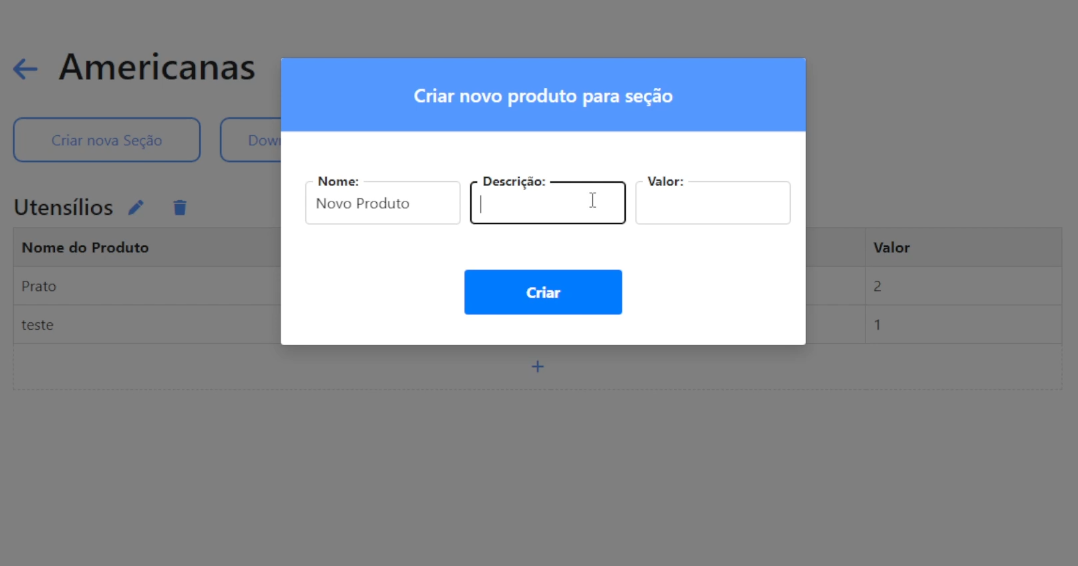 Americanas
Criar novo produto para seção
Criar nova Seção
Nome:
Descrição:
Valor:
Novo Produto
Utensílios
Nome do Produto
Valor
Prato
2
Criar
teste
1
+